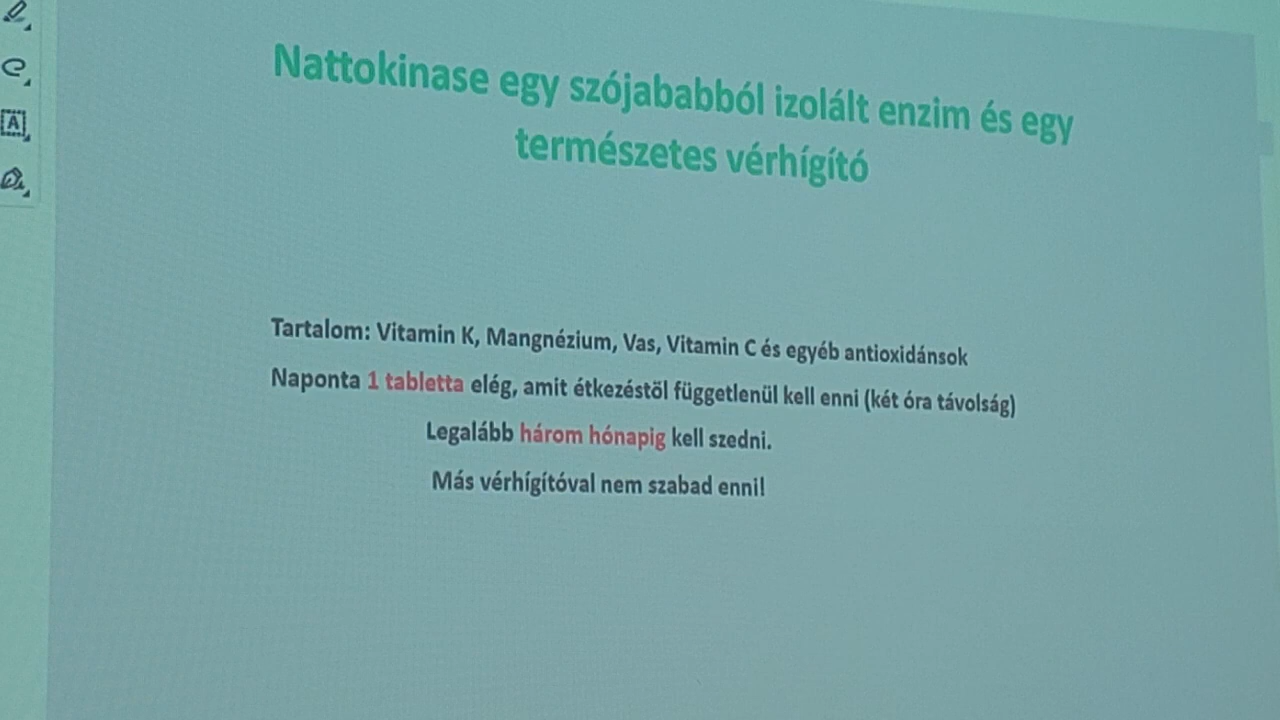 Nattokinase egy szójababból izolált enzim és egy
természetes vérhígító
Tartalom: Vitamin K, Mangnézium, Vas, Vitamin C és egyéb antioxidánsok
Naponta 1 tabletta elég, amit étkezéstöl függetlenül kell enni (két óra távolság)
Legalább három hónapig kell szedni.
Más vérhígítóval nem szabad enni!